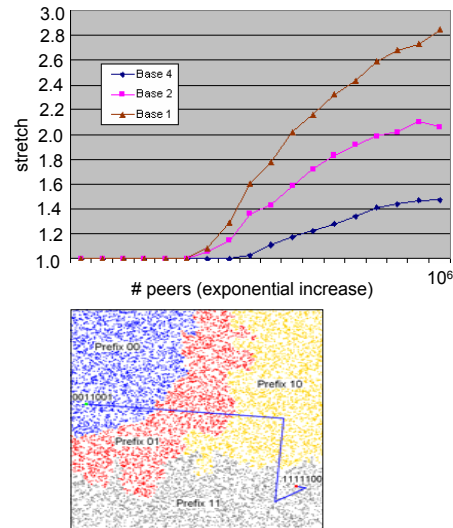 3.0
2.8
2.6
2.4
2.2
2.0
1.8
1.6
1.4
1.2
1.0
stretch
Base 4
Base 2
Base 1
10⁶
# peers (exponential increase)
Prefix 00
Prefix 10
0011001
Prefix 01
1111100
Prefix 11